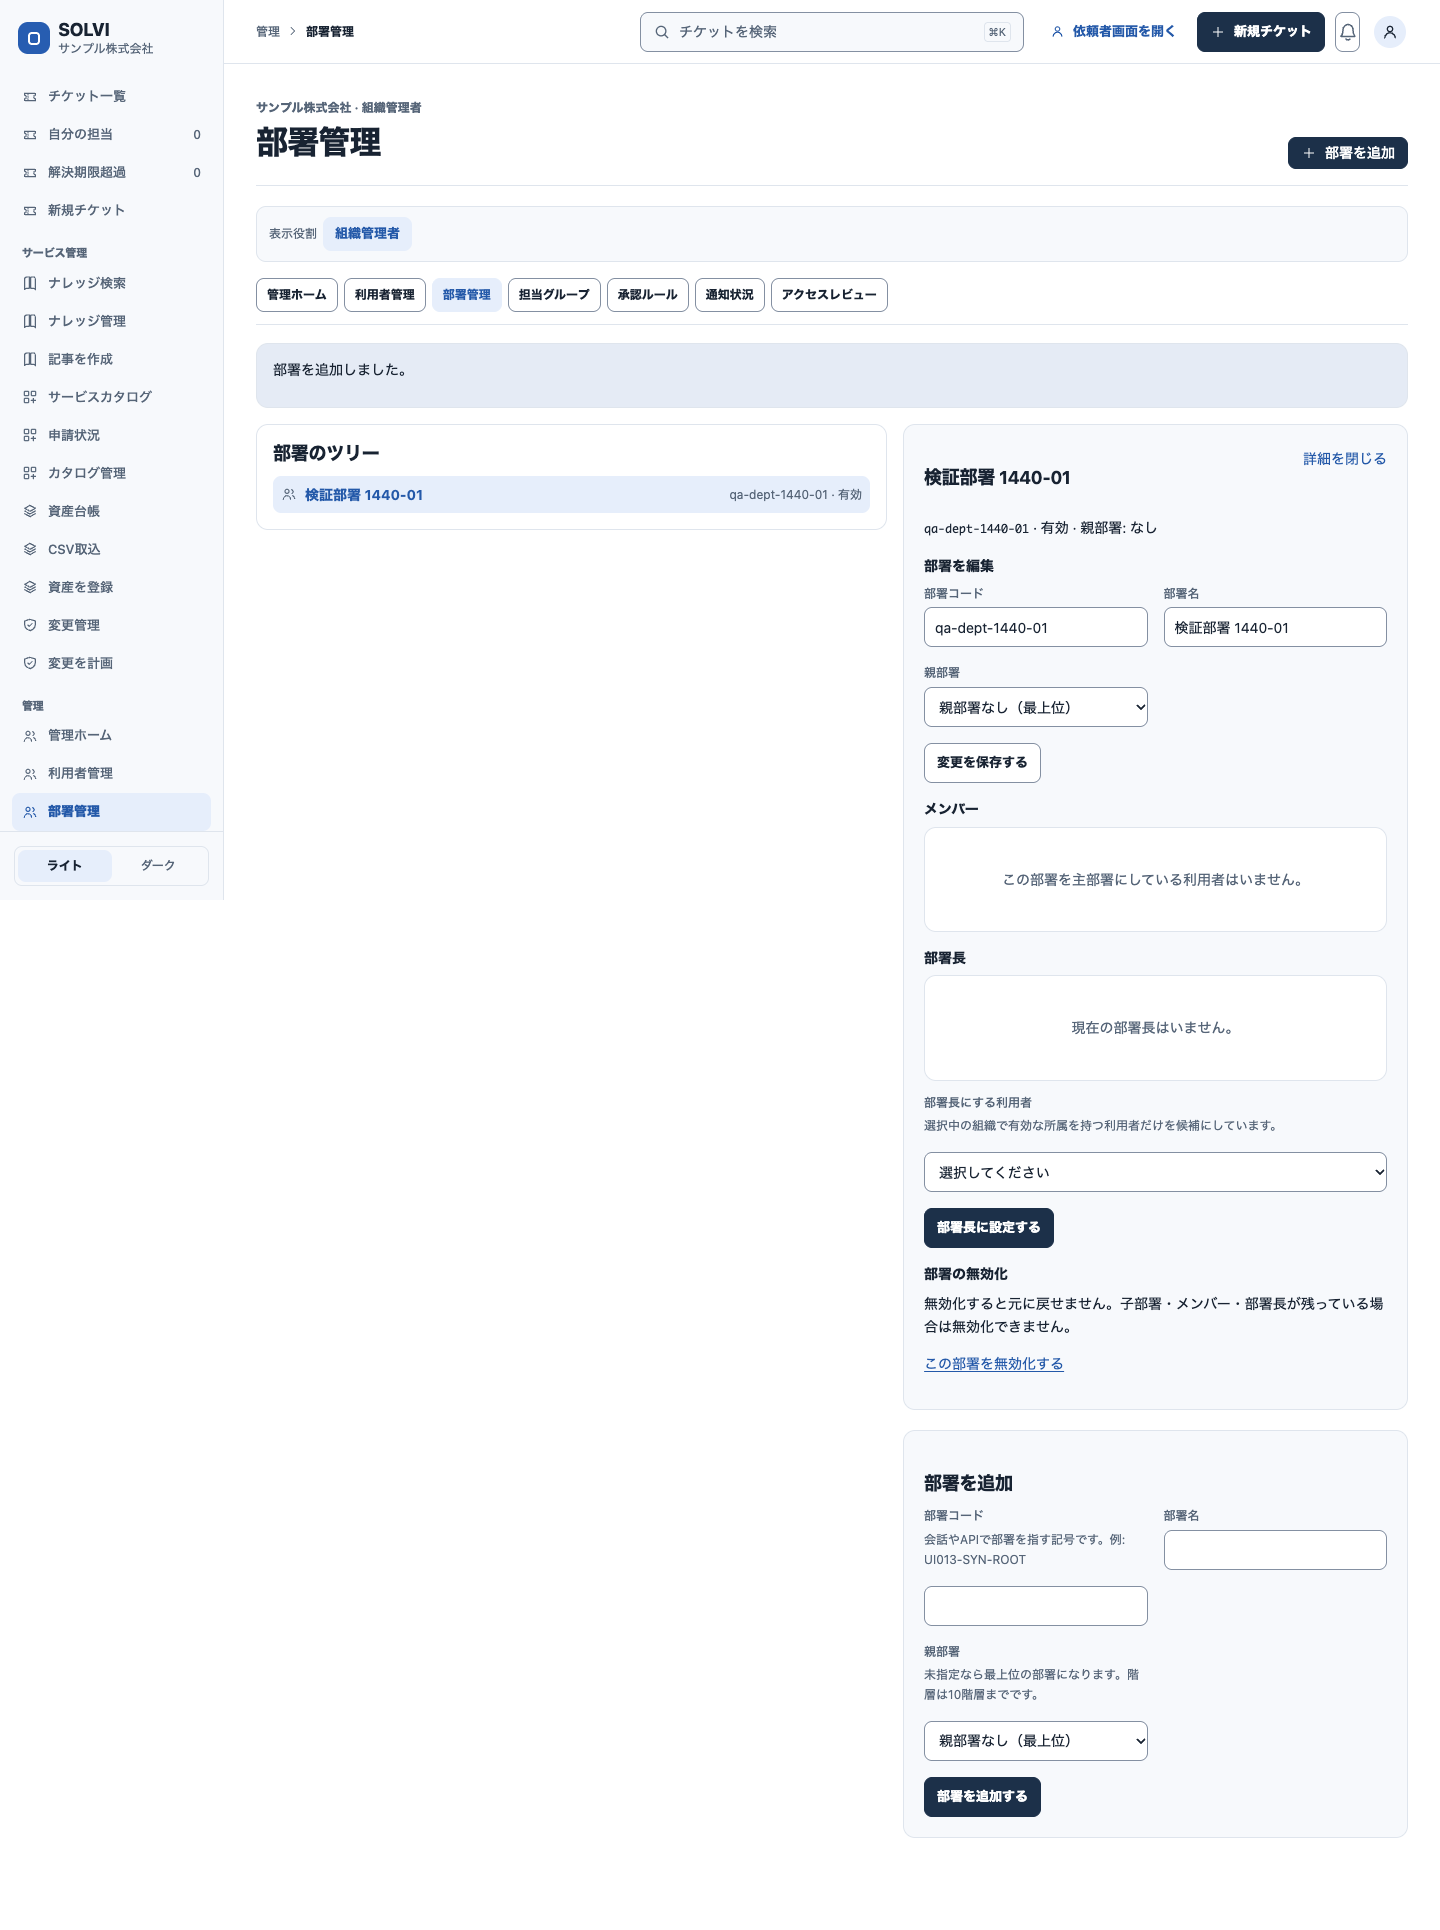 SOLVI
サンプル株式会社
チケット一覧
自分の担当 0
解決期限超過 0
新規チケット
サービス管理
ナレッジ検索
ナレッジ管理
記事を作成
サービスカタログ
申請状況
カタログ管理
資産台帳
CSV取込
資産を登録
変更管理
変更を計画
管理
管理ホーム
利用者管理
部署管理
ライト ダーク
管理 部署管理
チケットを検索 ⌘K
依頼者画面を開く
新規チケット
サンプル株式会社 · 組織管理者
部署管理
部署を追加
表示役割 組織管理者
管理ホーム 利用者管理 部署管理 担当グループ 承認ルール 通知状況 アクセスレビュー
部署を追加しました。
部署のツリー
検証部署 1440-01 qa-dept-1440-01 · 有効
詳細を閉じる
検証部署 1440-01
qa-dept-1440-01 · 有効 · 親部署: なし
部署を編集
部署コード 部署名
qa-dept-1440-01 検証部署 1440-01
親部署
親部署なし（最上位）
変更を保存する
メンバー
この部署を主部署にしている利用者はいません。
部署長
現在の部署長はいません。
部署長にする利用者
選択中の組織で有効な所属を持つ利用者だけを候補にしています。
選択してください
部署長に設定する
部署の無効化
無効化すると元に戻せません。子部署・メンバー・部署長が残っている場
合は無効化できません。
この部署を無効化する
部署を追加
部署コード 部署名
会話やAPIで部署を指す記号です。例:
UI013-SYN-ROOT
親部署
未指定なら最上位の部署になります。階
層は10階層までです。
親部署なし（最上位）
部署を追加する